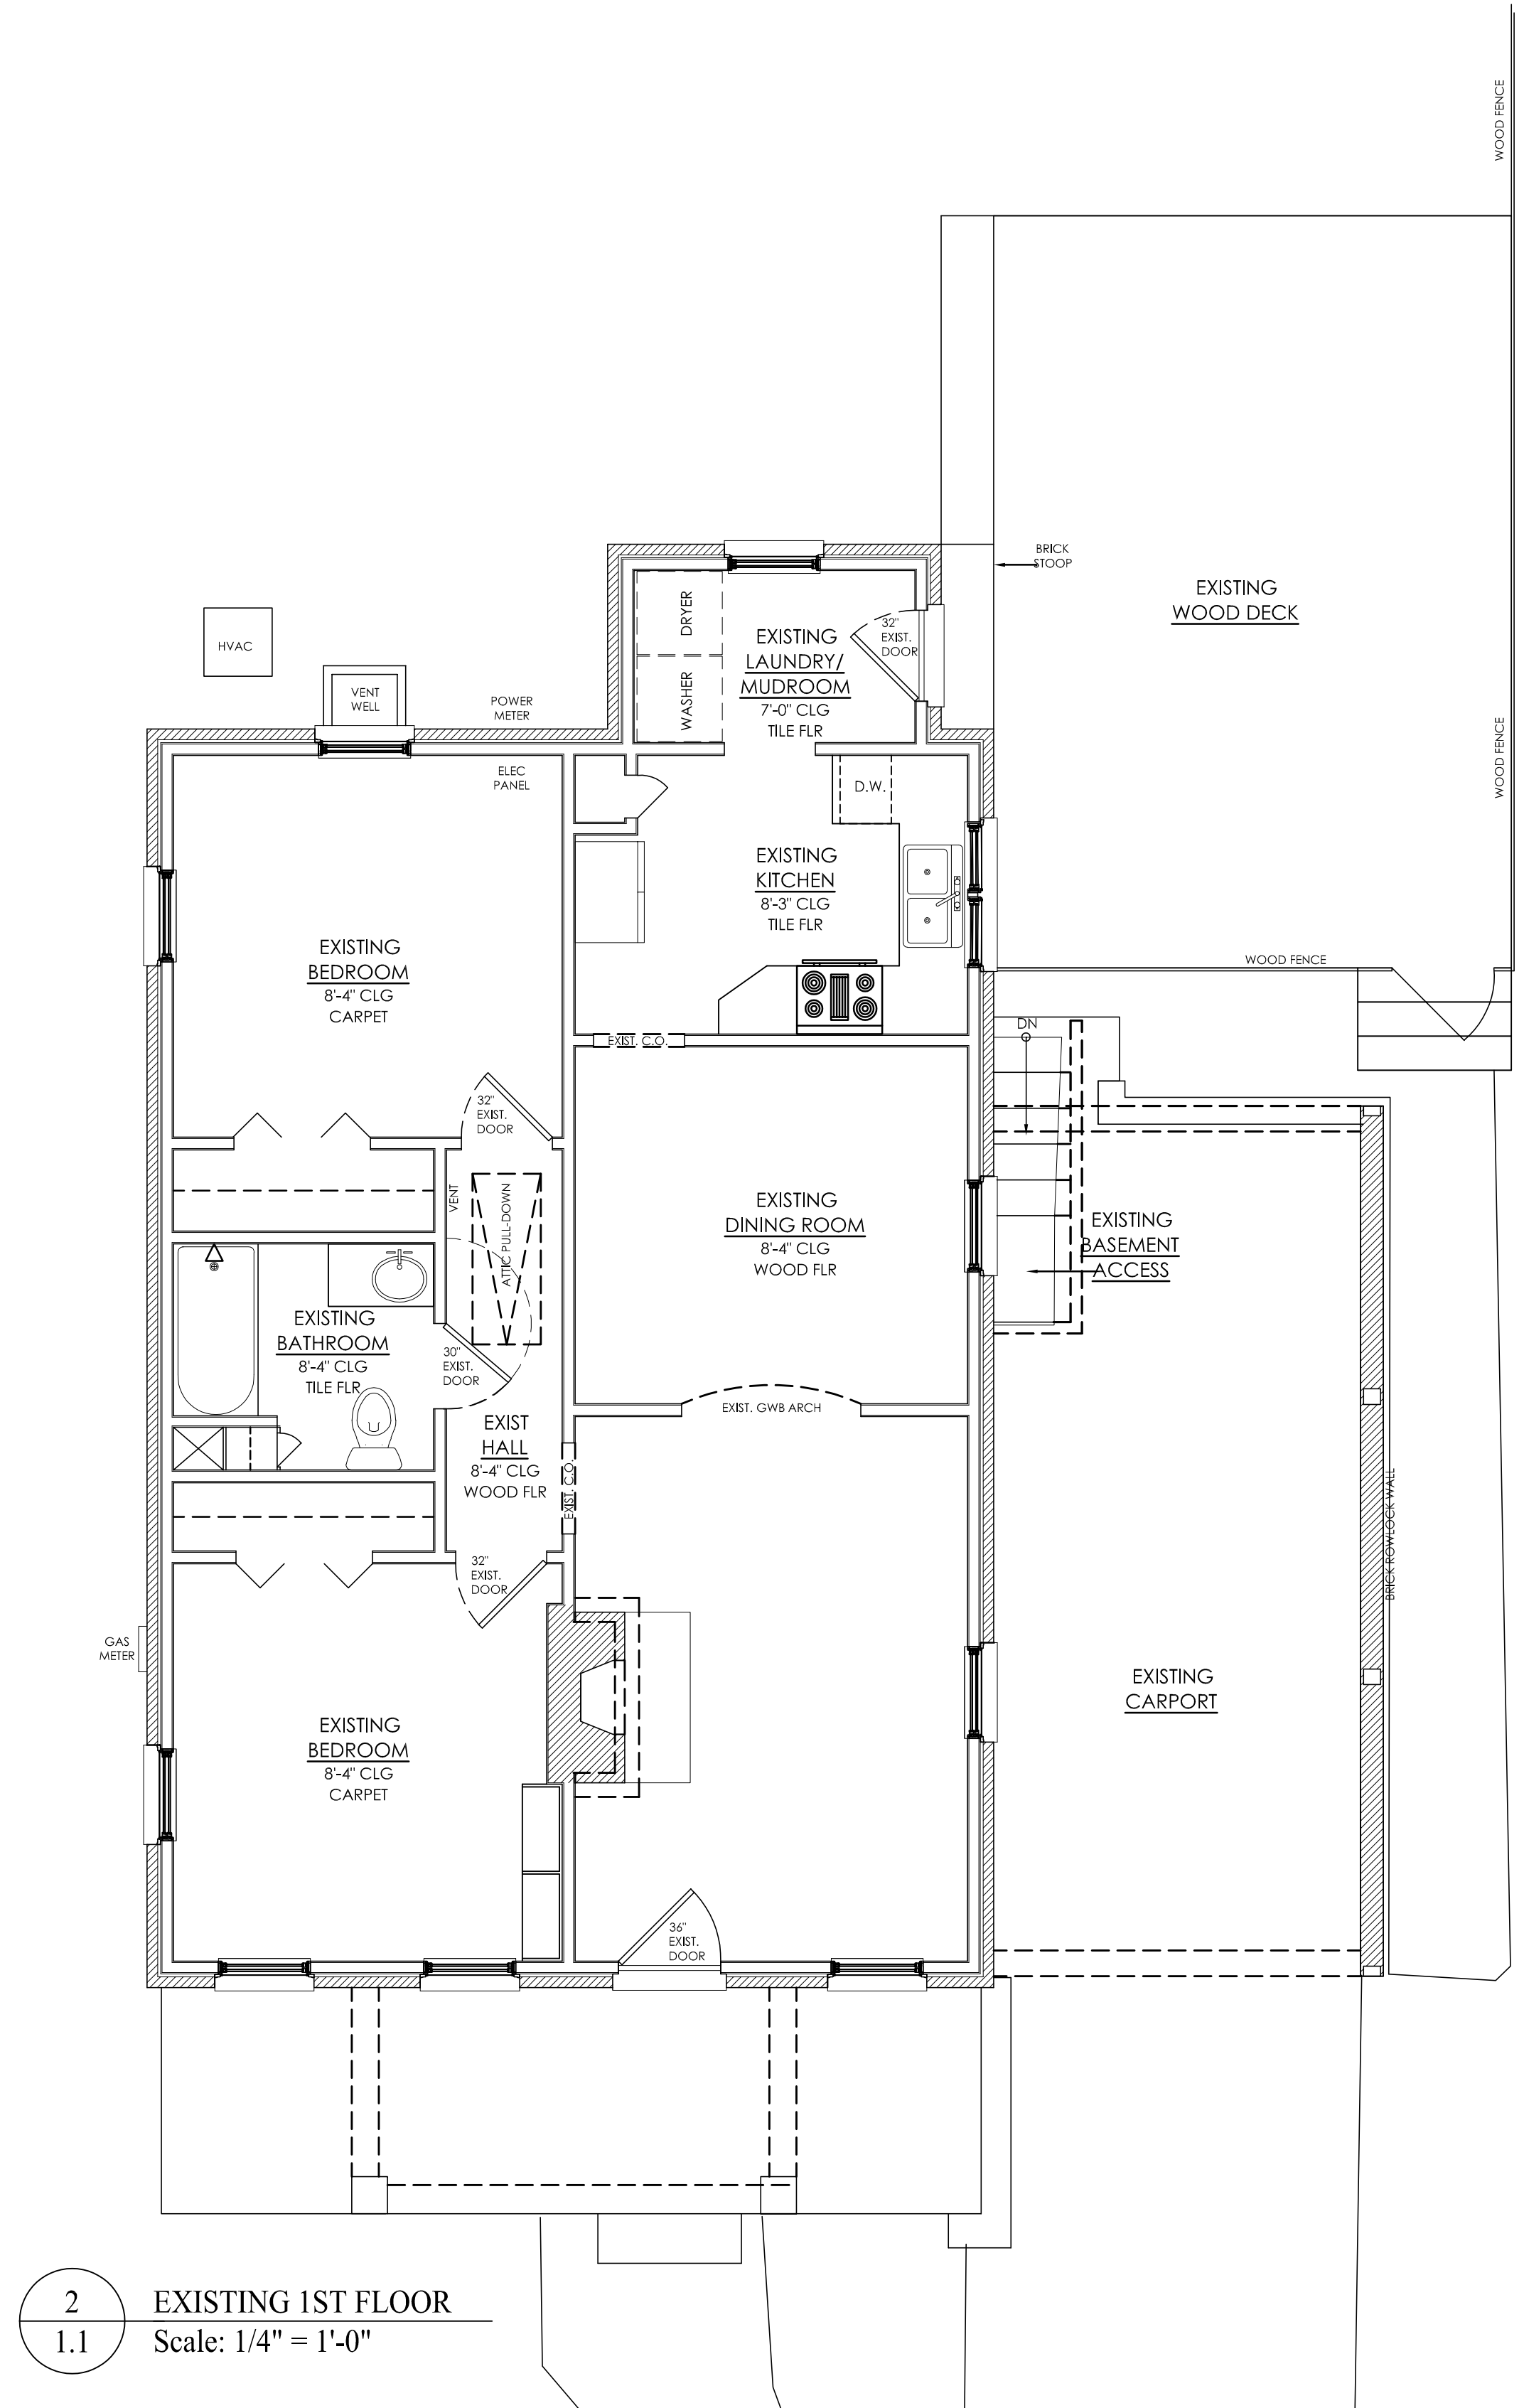 WOOD FENCE
BRICK
STOOP
EXISTING
WOOD DECK
HVAC
DRYER
EXISTING
LAUNDRY/
MUDROOM
7'-0" CLG
TILE FLR
32"
EXIST.
DOOR
WASHER
VENT
WELL
POWER
METER
WOOD FENCE
ELEC
PANEL
D.W.
EXISTING
KITCHEN
8'-3" CLG
TILE FLR
EXISTING
BEDROOM
8'-4" CLG
CARPET
WOOD FENCE
DN
EXIST. C.O.
32"
EXIST.
DOOR
VENT
ATTIC PULL-DOWN
EXISTING
DINING ROOM
8'-4" CLG
WOOD FLR
EXISTING
BASEMENT
ACCESS
EXISTING
BATHROOM
8'-4" CLG
TILE FLR
30"
EXIST.
DOOR
EXIST. GWB ARCH
EXIST
HALL
8'-4" CLG
WOOD FLR
EXIST. C.O.
BRICK ROWLOCK WALL
32"
EXIST.
DOOR
GAS
METER
EXISTING
CARPORT
EXISTING
BEDROOM
8'-4" CLG
CARPET
36"
EXIST.
DOOR
2
1.1
EXISTING 1ST FLOOR
Scale: 1/4" = 1'-0"